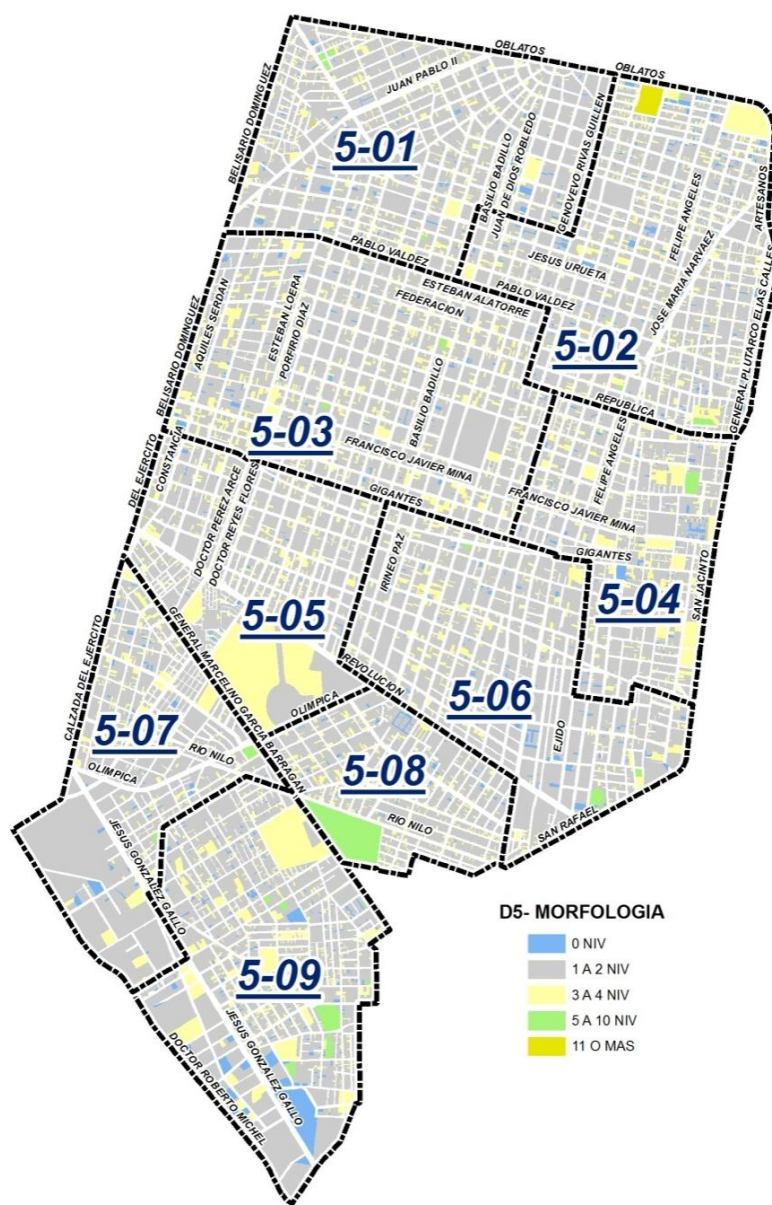 OBLATOS
OBLATOS
JUAN PABLO II
BELISARIO DOMINGUEZ
5-01
BASILIO BADILLO
JUAN DE DIOS ROBLEDO
GENOVEVO RIVAS GUILLEN
FELIPE ANGELES
ARTESANOS
JESUS URUETA
JOSE MARIA NARVAEZ
PABLO VALDEZ
PABLO VALDEZ
ESTEBAN ALATORRE
FEDERACION
GENERAL PLUTARCO ELIAS CALLES
5-02
BELISARIO DOMINGUEZ
AQUILES SERDAN
ESTEBAN LOERA
PORFIRIO DIAZ
BASILIO BADILLO
REPUBLICA
5-03
FRANCISCO JAVIER MINA
FELIPE ANGELES
DEL EJERCITO
CONSTANCIA
DOCTOR PEREZ ARCE
DOCTOR REYES FLORES
GIGANTES
FRANCISCO JAVIER MINA
GIGANTES
IRINEO PAZ
SAN JACINTO
5-04
5-05
GENERAL MARCELINO GARCIA BARRAGAN
CALZADA DEL EJERCITO
REVOLUCION
5-06
OLIMPICA
5-07
RIO NILO
OLIMPICA
EJIDO
5-08
RIO NILO
SAN RAFAEL
JESUS GONZALEZ GALLO
5-09
JESUS GONZALEZ GALLO
DOCTOR ROBERTO MICHEL
D5- MORFOLOGIA
0 NIV
1 A 2 NIV
3 A 4 NIV
5 A 10 NIV
11 O MAS